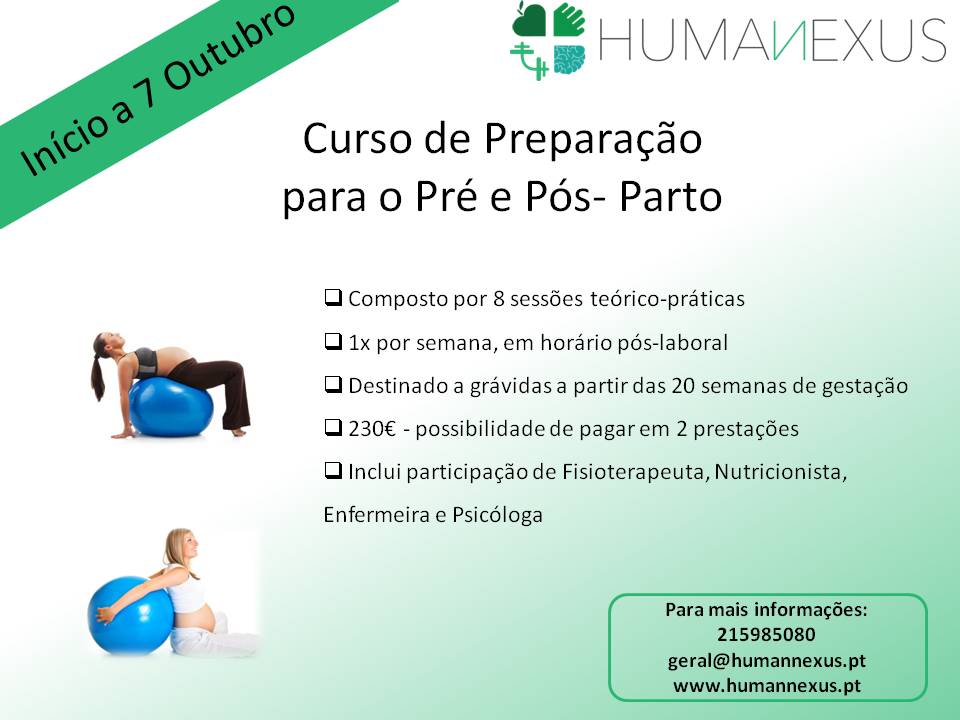 Início a 7 Outubro
HUMANEXUS
Curso de Preparação
para o Pré e Pós- Parto
❑ Composto por 8 sessões teórico-práticas
❑ 1x por semana, em horário pós-laboral
❑ Destinado a grávidas a partir das 20 semanas de gestação
❑ 230€ - possibilidade de pagar em 2 prestações
❑ Inclui participação de Fisioterapeuta, Nutricionista,
Enfermeira e Psicóloga
Para mais informações:
215985080
geral@humannexus.pt
www.humannexus.pt